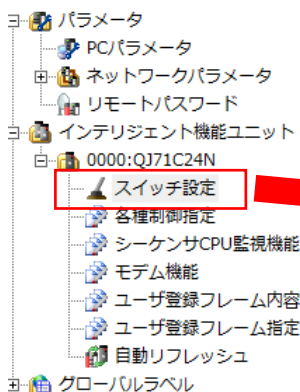 パラメータ
PCパラメータ
ネットワークパラメータ
リモートパスワード
インテリジェント機能ユニット
0000:QJ71C24N
スイッチ設定
各種制御指定
シーケンサCPU監視機能
モデム機能
ユーザ登録フレーム内容
ユーザ登録フレーム指定
自動リフレッシュ
グローバルラベル